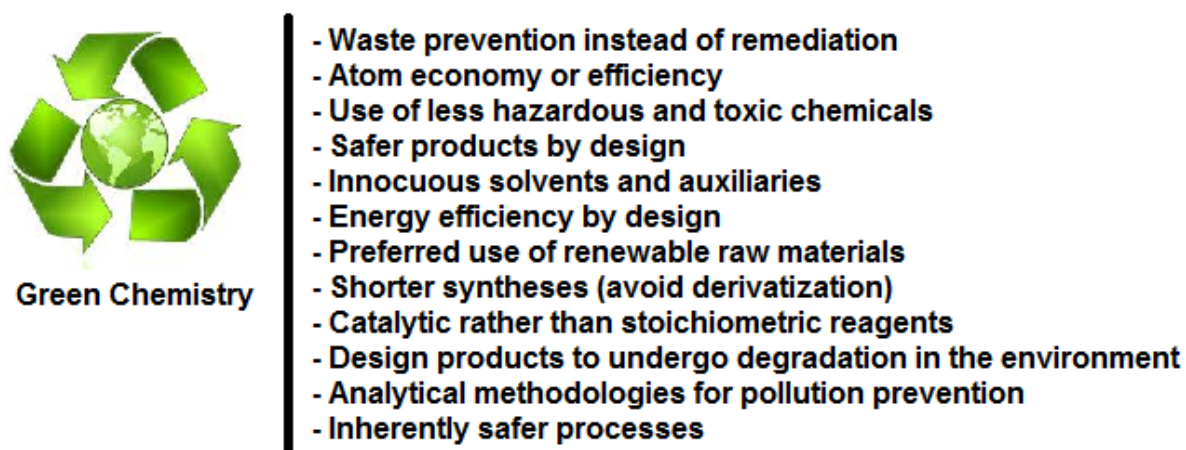 - Waste prevention instead of remediation
- Atom economy or efficiency
- Use of less hazardous and toxic chemicals
- Safer products by design
- Innocuous solvents and auxiliaries
- Energy efficiency by design
- Preferred use of renewable raw materials
- Shorter syntheses (avoid derivatization)
- Catalytic rather than stoichiometric reagents
- Design products to undergo degradation in the environment
- Analytical methodologies for pollution prevention
- Inherently safer processes
Green Chemistry